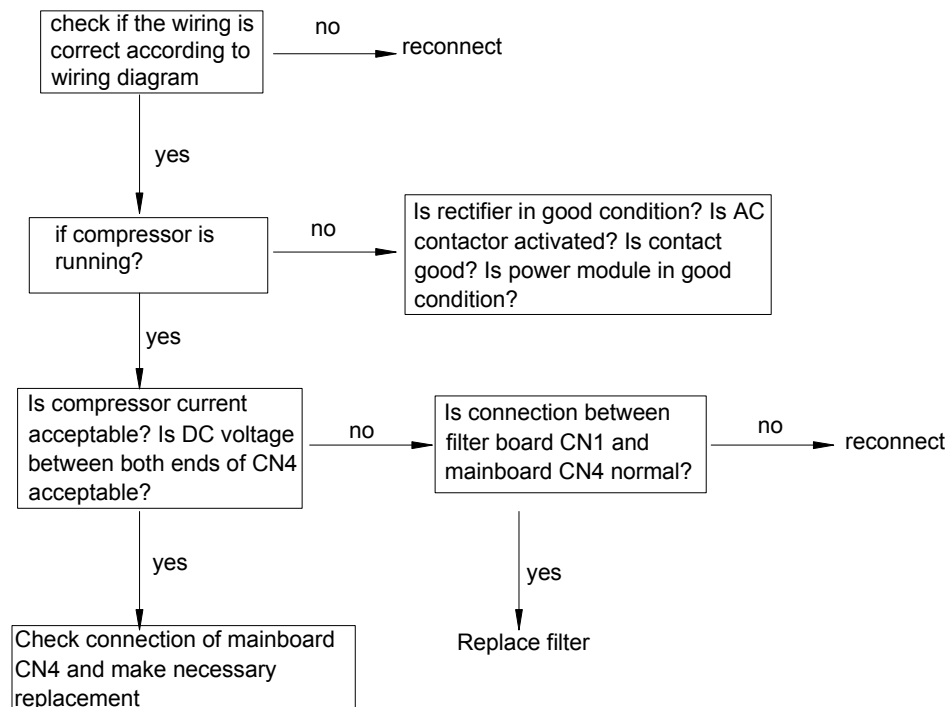 check if the wiring is
correct according to
wiring diagram
no
reconnect
yes
if compressor is
running?
no
Is rectifier in good condition? Is AC
contactor activated? Is contact
good? Is power module in good
condition?
yes
Is compressor current
acceptable? Is DC voltage
between both ends of CN4
acceptable?
no
Is connection between
filter board CN1 and
mainboard CN4 normal?
no
reconnect
yes
yes
Check connection of mainboard
CN4 and make necessary
replacement
Replace filter